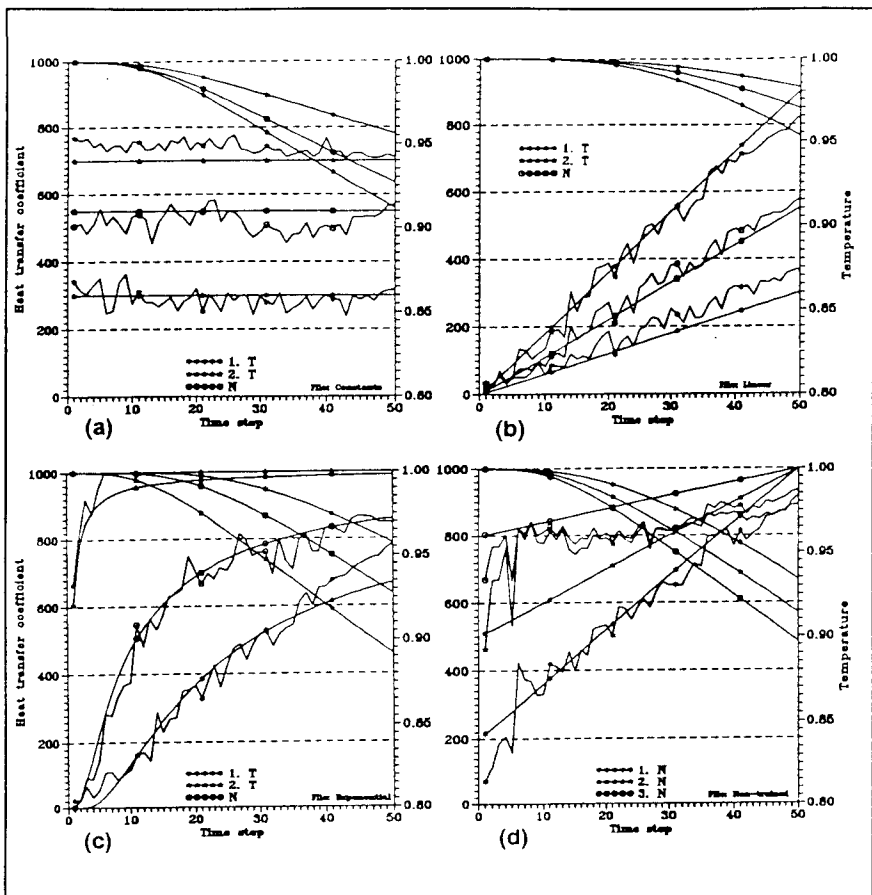 1000
800
600
400
300
200
0
Heat transfer coefficient
1.00
0.95
0.90
0.85
0.80
1. T
2. T
N
File: Constants
0 10 20 30 40 50
Time step
(a)
1000
800
600
400
200
0
1.00
0.95
0.90
0.85
0.80
Temperature
1. T
2. T
N
File: Linear
0 10 20 30 40 50
Time step
(b)
1000
800
600
400
200
0
Heat transfer coefficient
1.00
0.95
0.90
0.85
0.80
1. T
2. T
N
File: Exponential
0 10 20 30 40 50
Time step
(c)
1000
800
600
400
200
0
1.00
0.95
0.90
0.85
0.80
Temperature
1. N
2. N
3. N
File: Non-trained
0 10 20 30 40 50
Time step
(d)